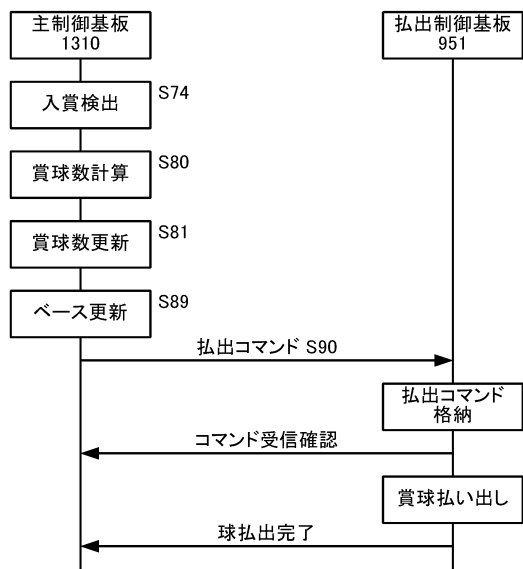 主制御基板
1310
払出制御基板
951
入賞検出
S74
賞球数計算
S80
賞球数更新
S81
ベース更新
S89
払出コマンド S90
払出コマンド
格納
コマンド受信確認
賞球払い出し
球払出完了